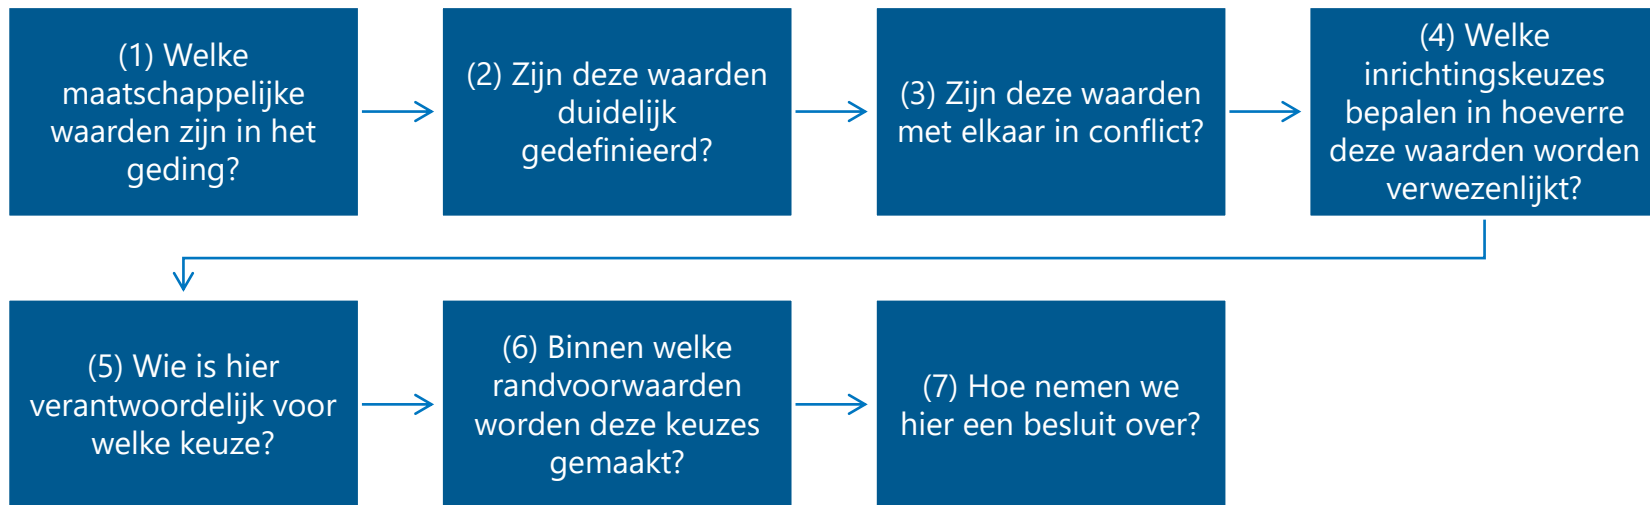 (1) Welke
maatschappelijke
waarden zijn in het
geding?
(2) Zijn deze waarden
duidelijk
gedefinieerd?
(3) Zijn deze waarden
met elkaar in conflict?
(4) Welke
inrichtingskeuzes
bepalen in hoeverre
deze waarden worden
verwezenlijkt?
(5) Wie is hier
verantwoordelijk voor
welke keuze?
(6) Binnen welke
randvoorwaarden
worden deze keuzes
gemaakt?
(7) Hoe nemen we
hier een besluit over?